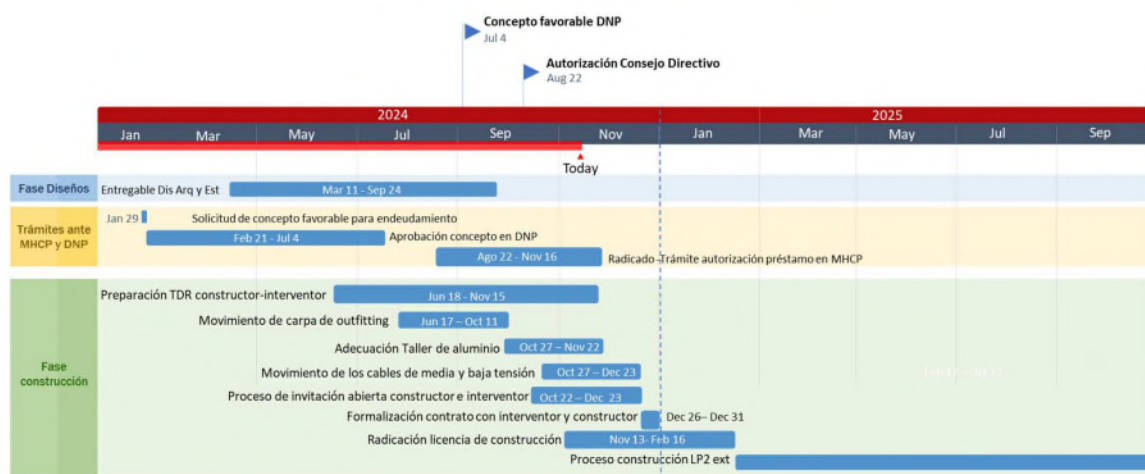 Concepto favorable DNP
Jul 4
Autorización Consejo Directivo
Aug 22
2024 2025
Jan Mar May Jul Sep Nov Jan Mar May Jul Sep
Today
Fase Diseños Entregable Dis Arq y Est Mar 11 - Sep 24
Trámites ante
MHCP y DNP
Jan 29 Solicitud de concepto favorable para endeudamiento
Feb 21 - Jul 4 Aprobación concepto en DNP
Ago 22 - Nov 16 Radicado -Trámite autorización préstamo en MHCP
Fase
construcción
Preparación TDR constructor-interventor Jun 18 - Nov 15
Movimiento de carpa de outfitting Jun 17 – Oct 11
Adecuación Taller de aluminio Oct 27 – Nov 22
Movimiento de los cables de media y baja tensión Oct 27 – Dec 23
Proceso de invitación abierta constructor e interventor Oct 22 – Dec 23
Formalización contrato con interventor y constructor Dec 26– Dec 31
Radicación licencia de construcción Nov 13- Feb 16
Proceso construcción LP2 ext